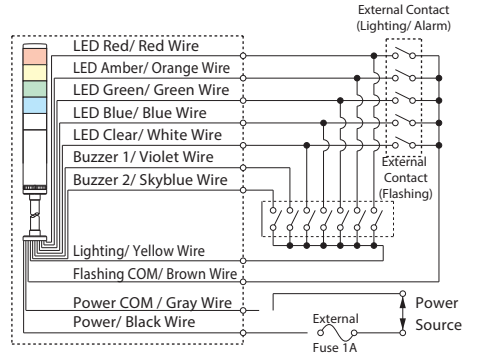 External Contact
(Lighting/ Alarm)
LED Red/ Red Wire
LED Amber/ Orange Wire
LED Green/ Green Wire
LED Blue/ Blue Wire
LED Clear/ White Wire
Buzzer 1/ Violet Wire
Buzzer 2/ Skyblue Wire
External
Contact
(Flashing)
Lighting/ Yellow Wire
Flashing COM/ Brown Wire
Power COM / Gray Wire
Power/ Black Wire
External
Fuse 1A
Power
Source